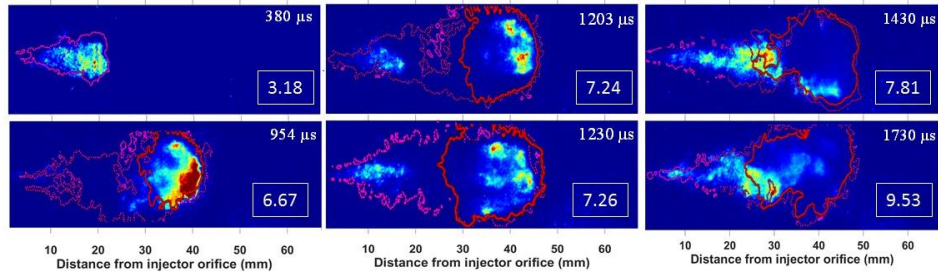 380 µs
3.18
1203 µs
7.24
1430 µs
7.81
954 µs
6.67
1230 µs
7.26
1730 µs
9.53
0 10 20 30 40 50 60
Distance from injector orifice (mm)
0 10 20 30 40 50 60
Distance from injector orifice (mm)
0 10 20 30 40 50 60
Distance from injector orifice (mm)